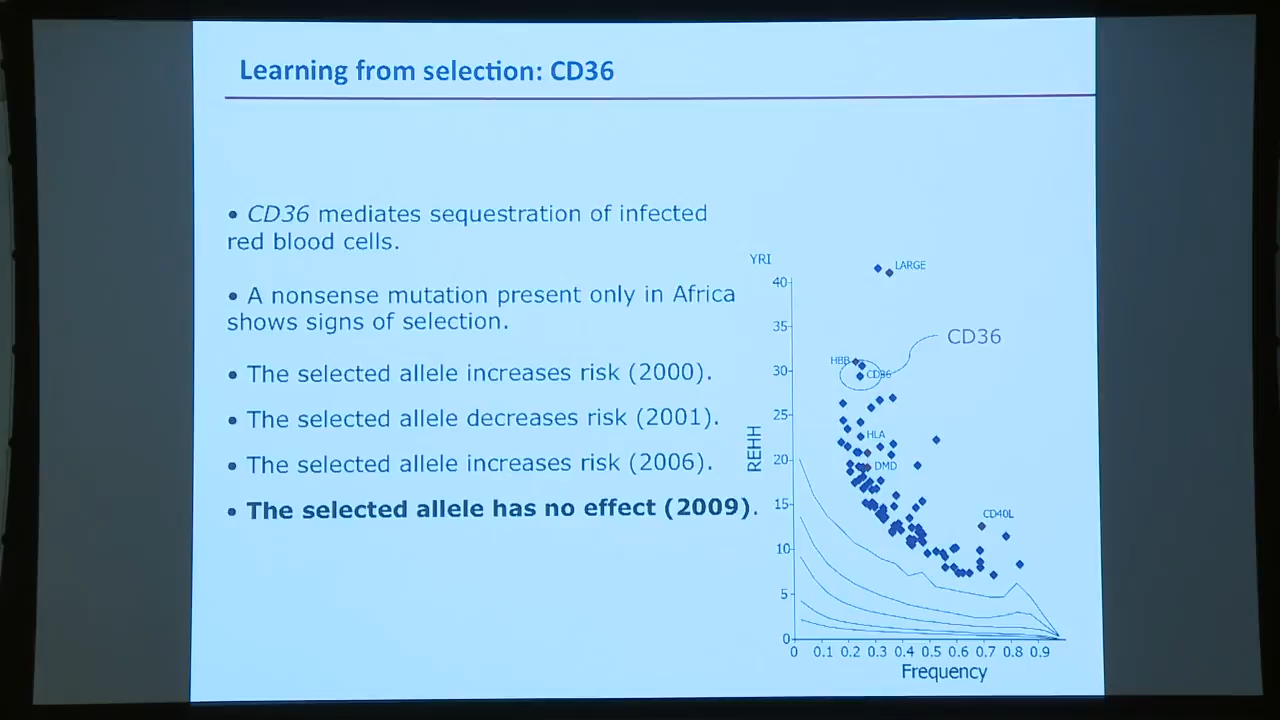 Learning from selection: CD36
• CD36 mediates sequestration of infected
red blood cells.
• A nonsense mutation present only in Africa
shows signs of selection.
• The selected allele increases risk (2000).
• The selected allele decreases risk (2001).
• The selected allele increases risk (2006).
• The selected allele has no effect (2009).
YRI
LARGE
40
35
CD36
HBB
30
CD36
25
HLA
REHH
20
DMD
15
CD40L
10
5
0
0 0.1 0.2 0.3 0.4 0.5 0.6 0.7 0.8 0.9
Frequency